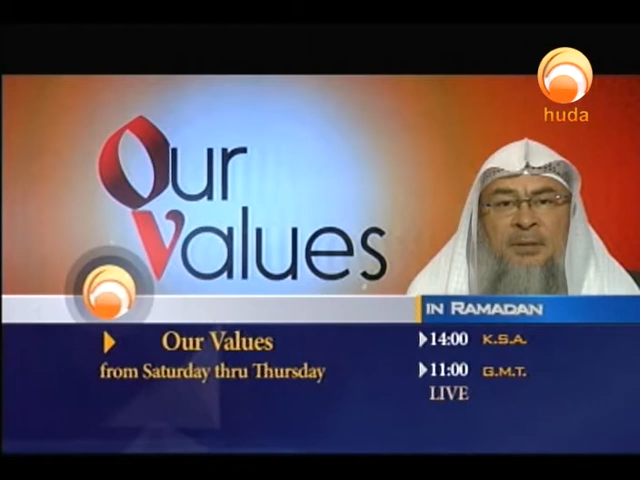 huda
Our
Values
IN RAMADAN
Our Values
from Saturday thru Thursday
14:00 K.S.A.
11:00 G.M.T.
LIVE